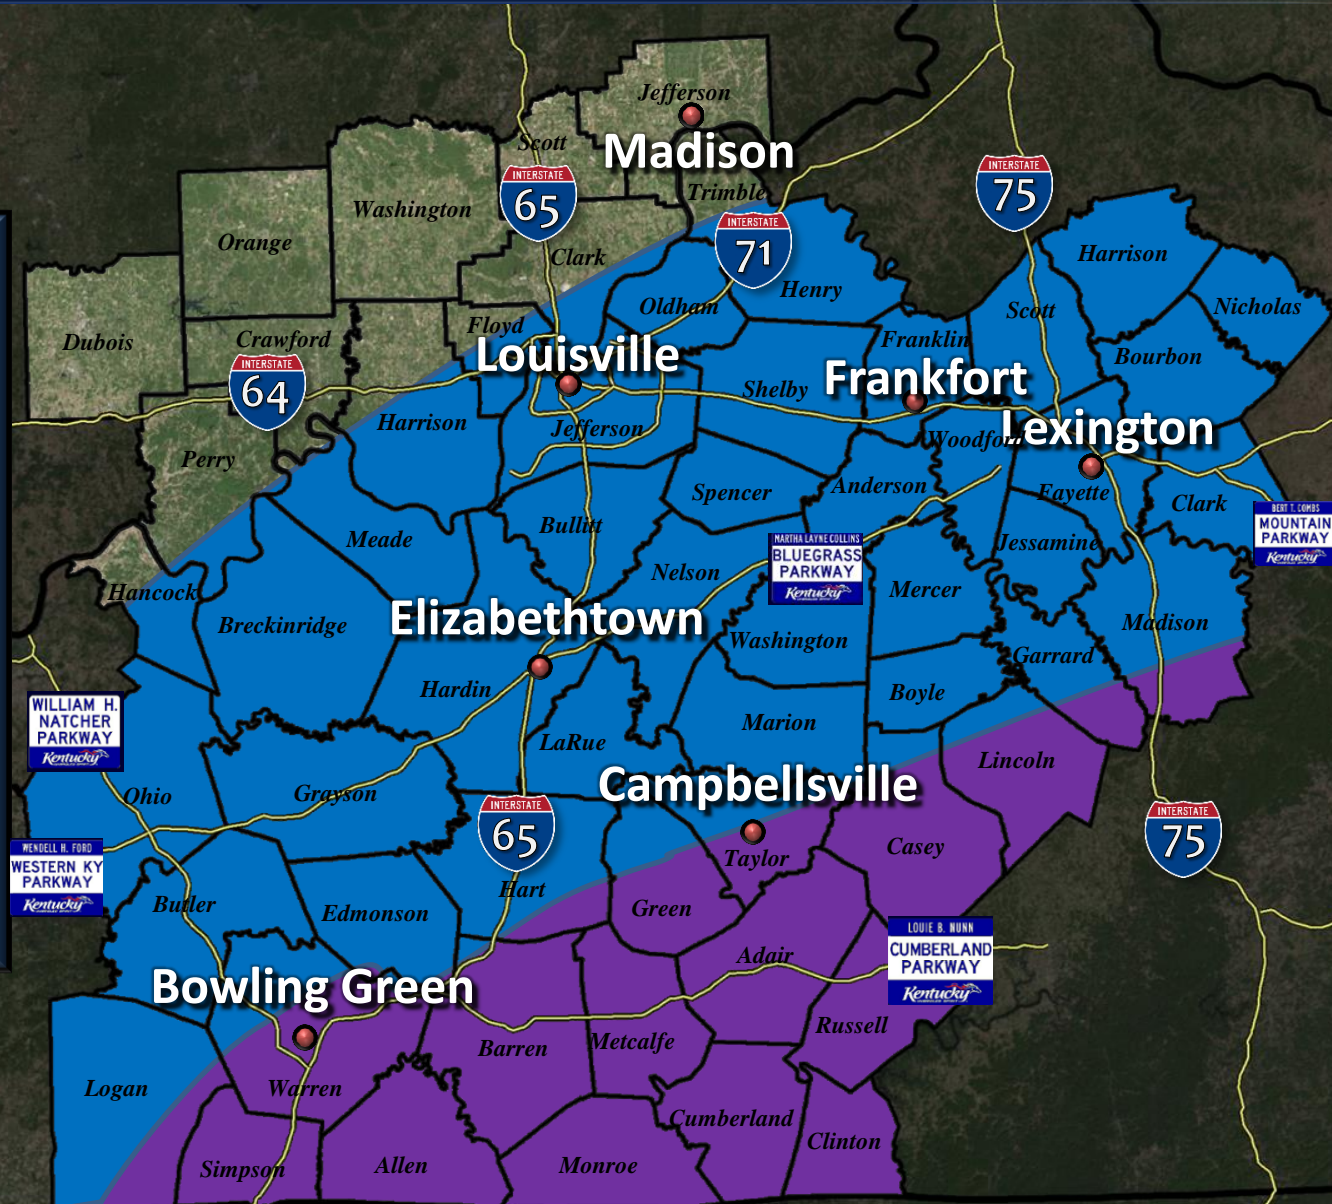 Jefferson
Madison
Scott
INTERSTATE
65
INTERSTATE
75
Trimble
Washington
Orange
INTERSTATE
71
Clark
Harrison
Henry
Oldham
Nicholas
Scott
Floyd
Crawford
Dubois
Franklin
Louisville
Bourbon
INTERSTATE
64
Shelby
Frankfort
Harrison
Jefferson
Woodford
Lexington
Perry
Spencer
Anderson
Fayette
Clark
BERT T. COMBS
MOUNTAIN
PARKWAY
Kentucky
Bullitt
Meade
Jessamine
MARTHA LAYNE COLLINS
BLUEGRASS
PARKWAY
Kentucky
Nelson
Hancock
Mercer
Breckinridge
Elizabethtown
Washington
Madison
Garrard
Hardin
Boyle
WILLIAM H.
NATCHER
PARKWAY
Kentucky
LaRue
Marion
Lincoln
Ohio
Grayson
Campbellsville
INTERSTATE
65
INTERSTATE
75
WENDELL H. FORD
WESTERN KY
PARKWAY
Kentucky
Taylor
Casey
Hart
Butler
Edmonson
Green
LOUIE B. NUNN
CUMBERLAND
PARKWAY
Kentucky
Adair
Bowling Green
Russell
Barren
Metcalfe
Logan
Warren
Cumberland
Clinton
Simpson
Allen
Monroe